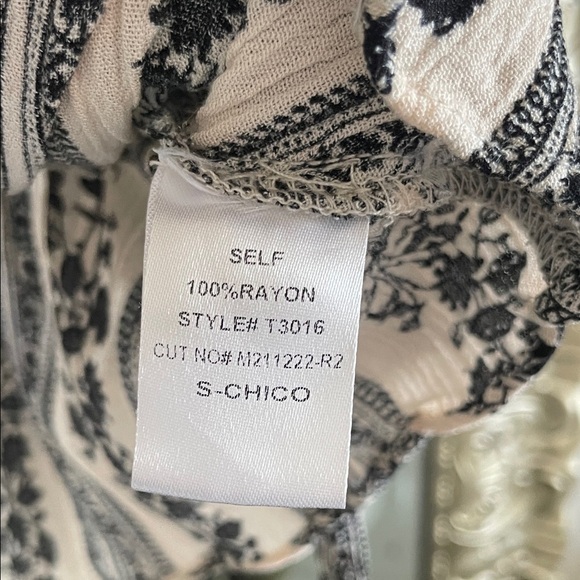 SELF
100%RAYON
STYLE# T3016
CUT NO# M211222-R2
S-CHICO